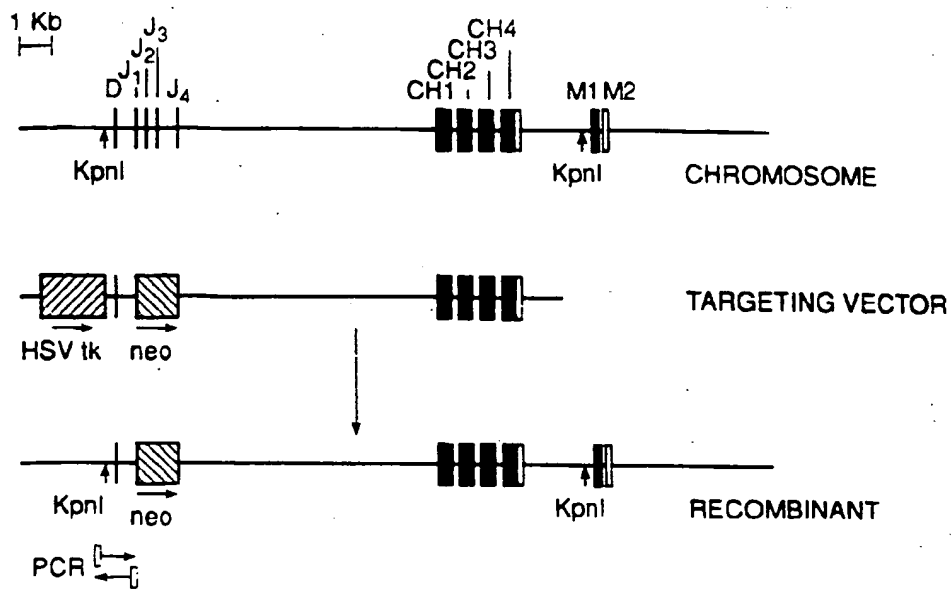 1 Kb
D J1 J2 J3 J4
CH1 CH2 CH3 CH4
M1 M2
KpnI
KpnI
CHROMOSOME
HSV tk
neo
TARGETING VECTOR
KpnI
neo
KpnI
RECOMBINANT
PCR